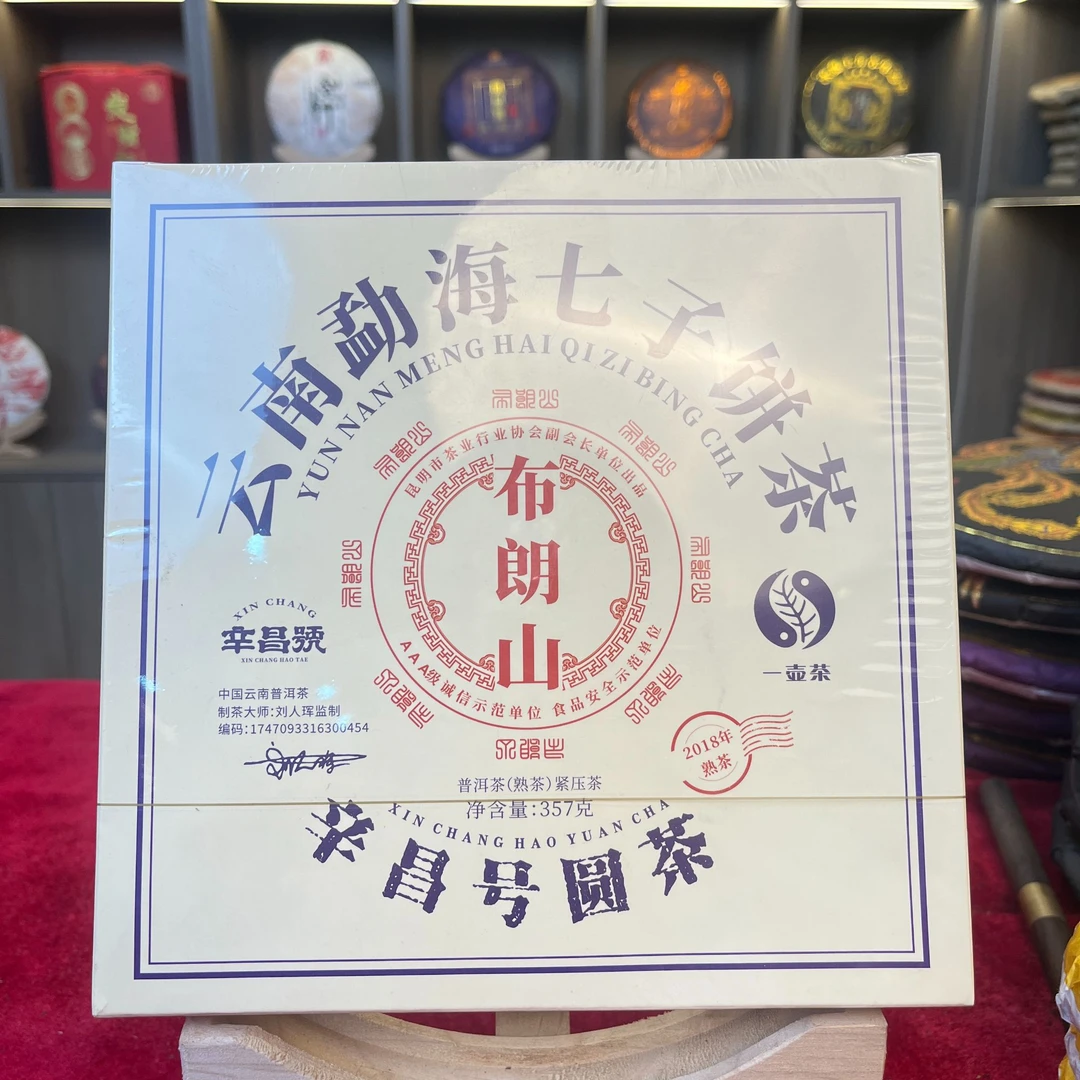 云南勐海七子饼茶
YUN NAN MENG HAI QI ZI BING CHA
布朗山
昆明市茶业行业协会副会长单位出品
布
朗
山
AAA级诚信示范单位 食品安全示范单位
XIN CHANG
XIN CHANG HAO TAE
一壶茶
中国云南普洱茶
制茶大师:刘人珲监制
编码:1747093316300454
2018年
熟茶
普洱茶(熟茶)紧压茶
净含量:357克
XIN CHANG HAO YUAN CHA
昌号圆茶